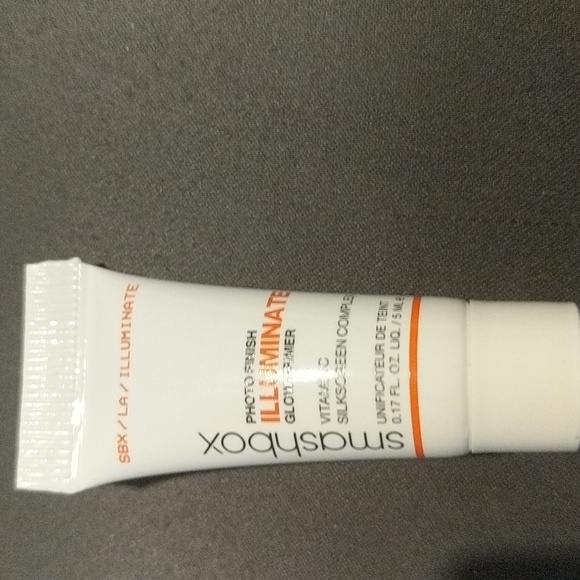 SBX/LA/ILLUMINATE
smashbox
PHOTO FINISH
ILLUMINATE
GLOW PRIMER
VITAMIN C
SILKSCREEN COMPLE
UNIFICATEUR DE TEINT
0.17 FL. OZ. LIQ. / 5 ML